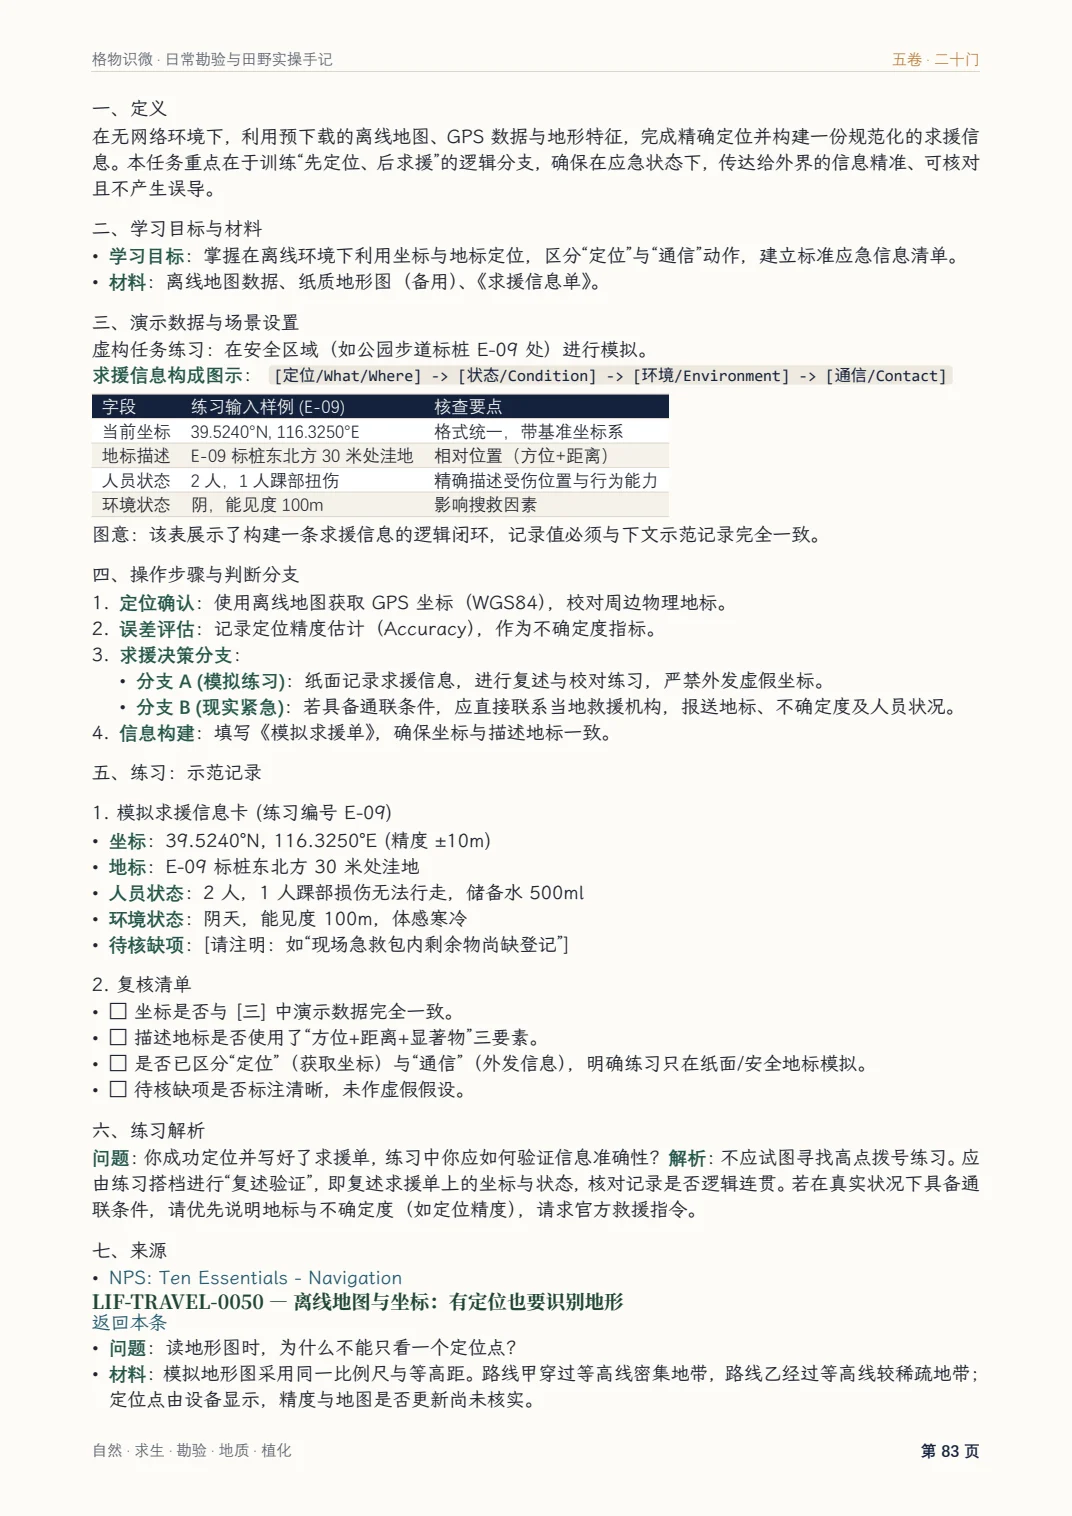 格物识微 · 日常勘验与田野实操手记
五卷 · 二十门
一、定义
在无网络环境下，利用预下载的离线地图、GPS 数据与地形特征，完成精确定位并构建一份规范化的求援信
息。本任务重点在于训练“先定位、后求援”的逻辑分支，确保在应急状态下，传达给外界的信息精准、可核对
且不产生误导。
二、学习目标与材料
• 学习目标：掌握在离线环境下利用坐标与地标定位，区分“定位”与“通信”动作，建立标准应急信息清单。
• 材料：离线地图数据、纸质地形图（备用）、《求援信息单》。
三、演示数据与场景设置
虚构任务练习：在安全区域（如公园步道标桩 E-09 处）进行模拟。
求援信息构成图示： [定位/What/Where] -> [状态/Condition] -> [环境/Environment] -> [通信/Contact]
字段 练习输入样例 (E-09) 核查要点
当前坐标 39.5240°N, 116.3250°E 格式统一，带基准坐标系
地标描述 E-09 标桩东北方 30 米处洼地 相对位置（方位+距离）
人员状态 2 人，1 人踝部扭伤 精确描述受伤位置与行为能力
环境状态 阴，能见度 100m 影响搜救因素
图意：该表展示了构建一条求援信息的逻辑闭环，记录值必须与下文示范记录完全一致。
四、操作步骤与判断分支
1. 定位确认：使用离线地图获取 GPS 坐标（WGS84），校对周边物理地标。
2. 误差评估：记录定位精度估计（Accuracy），作为不确定度指标。
3. 求援决策分支：
• 分支 A (模拟练习)：纸面记录求援信息，进行复述与校对练习，严禁外发虚假坐标。
• 分支 B (现实紧急)：若具备通联条件，应直接联系当地救援机构，报送地标、不确定度及人员状况。
4. 信息构建：填写《模拟求援单》，确保坐标与描述地标一致。
五、练习：示范记录
1. 模拟求援信息卡 (练习编号 E-09)
• 坐标：39.5240°N, 116.3250°E (精度 ±10m)
• 地标：E-09 标桩东北方 30 米处洼地
• 人员状态：2 人，1 人踝部损伤无法行走，储备水 500ml
• 环境状态：阴天，能见度 100m，体感寒冷
• 待核缺项：[请注明：如“现场急救包内剩余物尚缺登记”]
2. 复核清单
• ☐ 坐标是否与 [三] 中演示数据完全一致。
• ☐ 描述地标是否使用了“方位+距离+显著物”三要素。
• ☐ 是否已区分“定位”（获取坐标）与“通信”（外发信息），明确练习只在纸面/安全地标模拟。
• ☐ 待核缺项是否标注清晰，未作虚假假设。
六、练习解析
问题：你成功定位并写好了求援单，练习中你应如何验证信息准确性？解析：不应试图寻找高点拨号练习。应
由练习搭档进行“复述验证”，即复述求援单上的坐标与状态，核对记录是否逻辑连贯。若在真实状况下具备通
联条件，请优先说明地标与不确定度（如定位精度），请求官方救援指令。
七、来源
• NPS: Ten Essentials - Navigation
LIF-TRAVEL-0050 — 离线地图与坐标：有定位也要识别地形
返回本条
• 问题：读地形图时，为什么不能只看一个定位点？
• 材料：模拟地形图采用同一比例尺与等高距。路线甲穿过等高线密集地带，路线乙经过等高线较稀疏地带；
定位点由设备显示，精度与地图是否更新尚未核实。
自然 · 求生 · 勘验 · 地质 · 植化
第 83 页